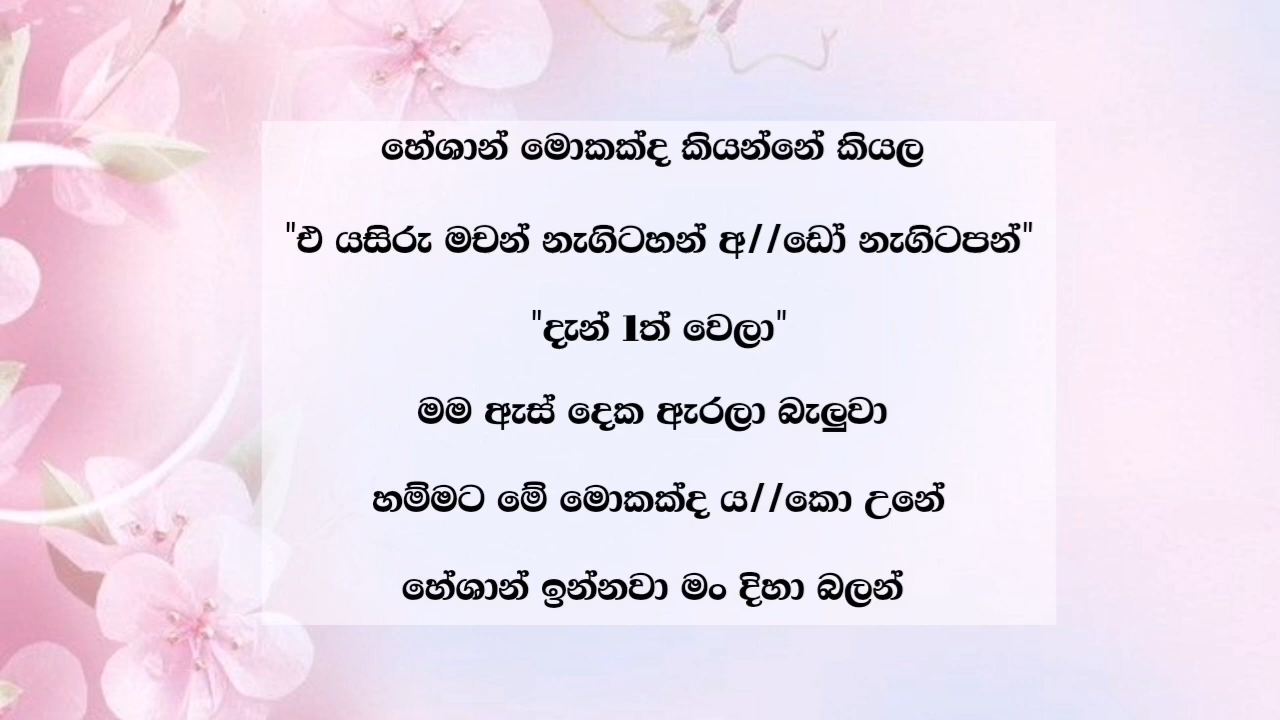 හේශාන් මොකක්ද කියන්නේ කියල
"එ යසිරු මචන් නැගිටහන් අ//ඩෝ නැගිටපන්"
"දැන් 1ත් වෙලා"
මම ඇස් දෙක ඇරලා බැලුවා
හම්මට මේ මොකක්ද ය//කො උනේ
හේශාන් ඉන්නවා මං දිහා බලන්